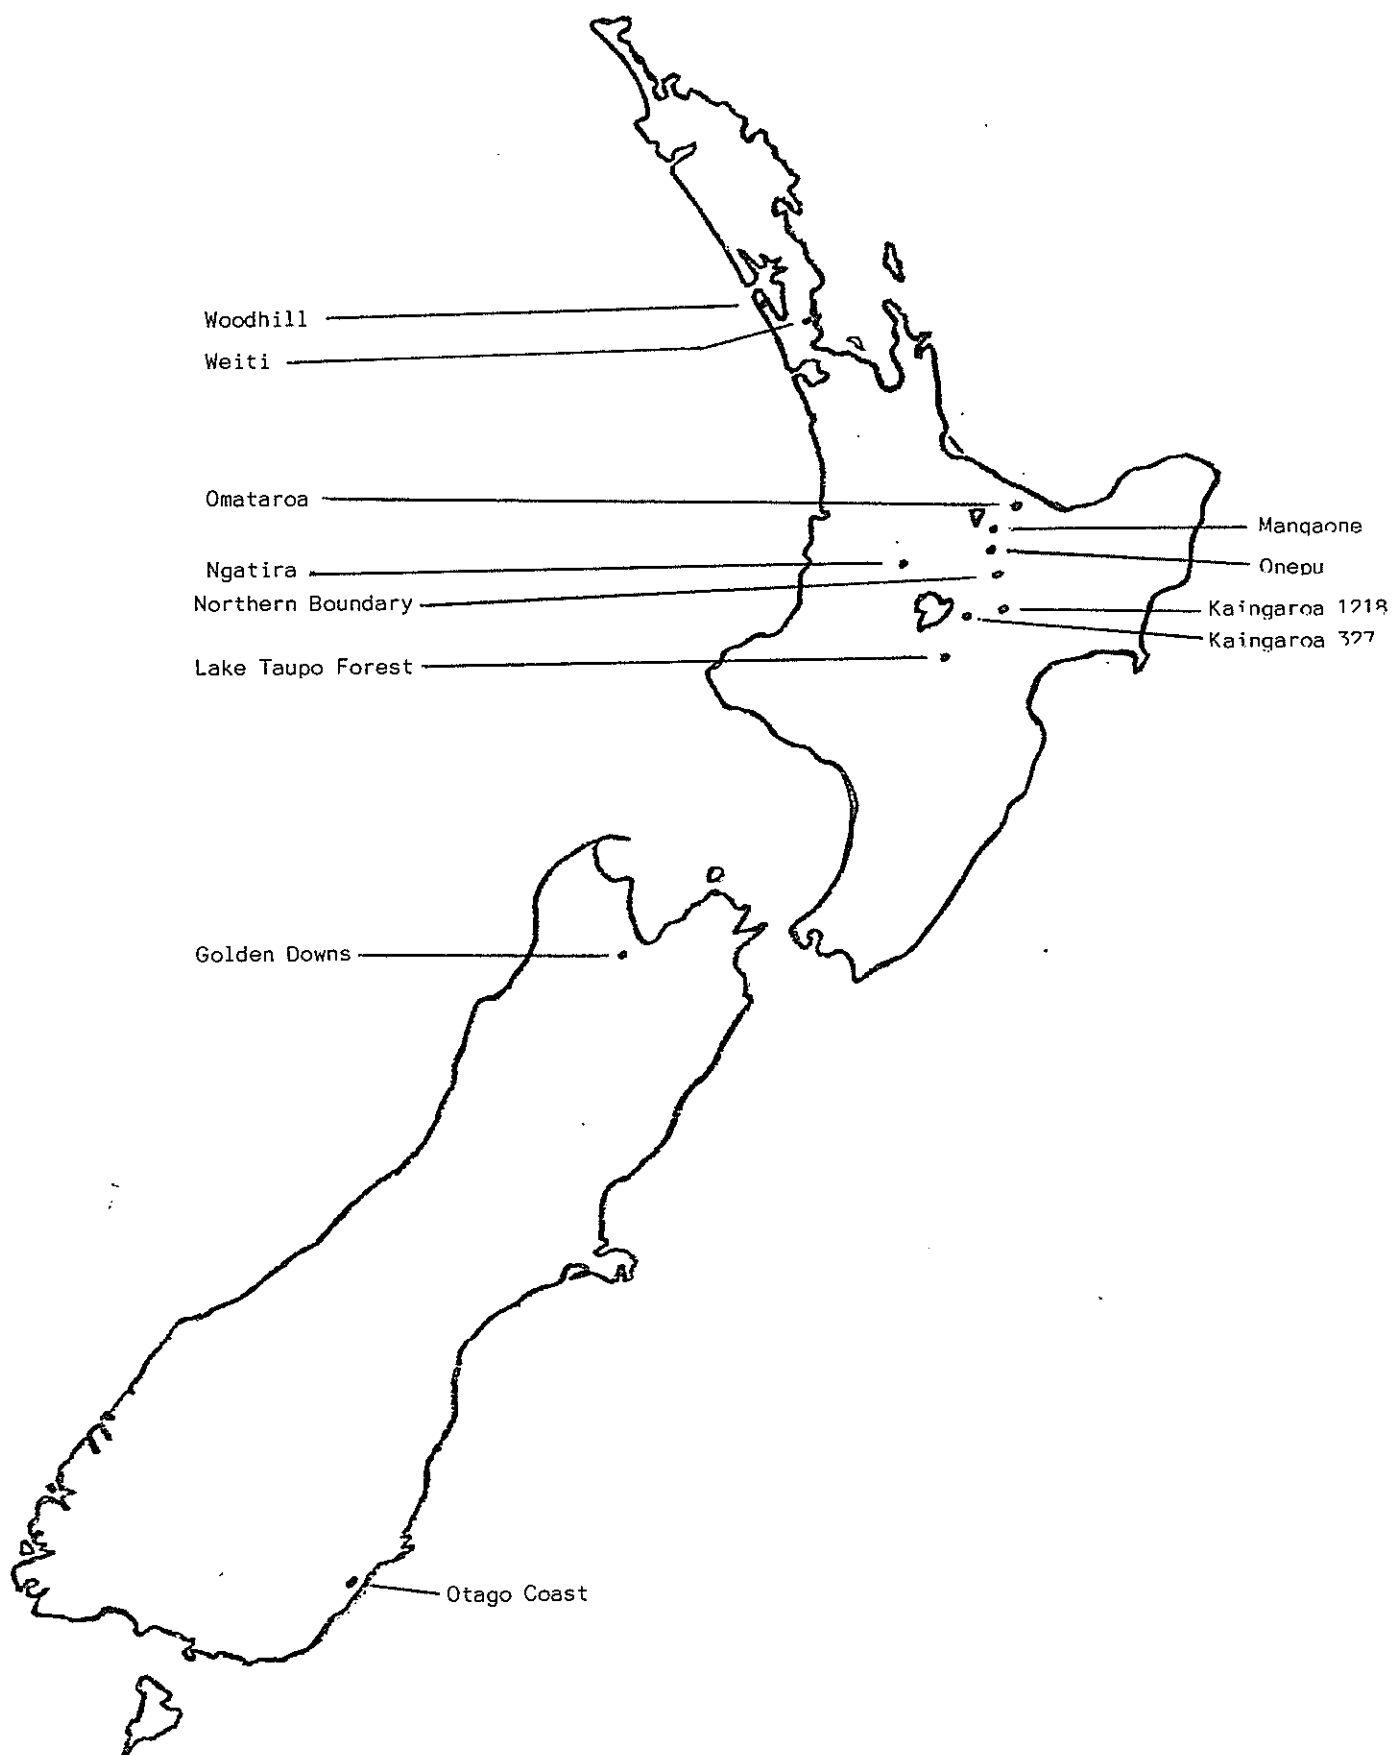 Woodhill
Weiti
Omataroa
Mangaone
Onepu
Ngatira
Northern Boundary
Kaingaroa 1218
Kaingaroa 327
Lake Taupo Forest
Golden Downs
Otago Coast